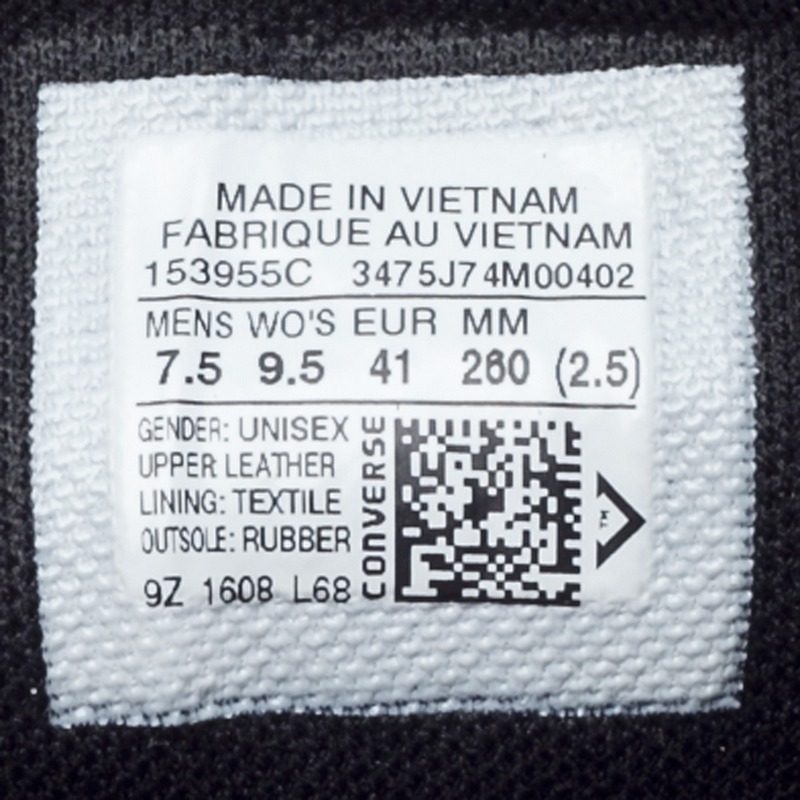 MADE IN VIETNAM
FABRIQUE AU VIETNAM
153955C 3475J74M00402
MENS WO'S EUR MM
7.5 9.5 41 260 (2.5)
GENDER: UNISEX
UPPER LEATHER
LINING: TEXTILE
OUTSOLE: RUBBER
9Z 1608 L68
CONVERSE
TM